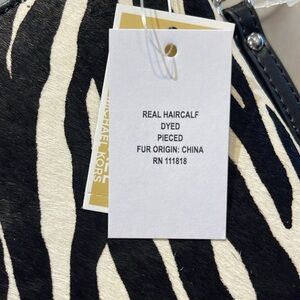 REAL HAIRCALF
DYED
PIECED
FUR ORIGIN: CHINA
RN 111818
MICHAEL KORS